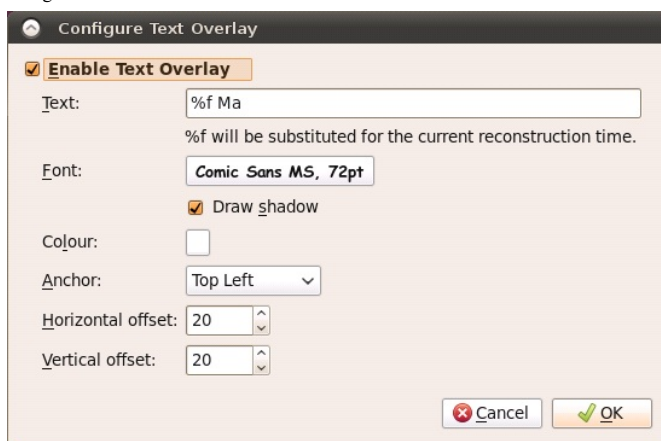 Configure Text Overlay
Enable Text Overlay
Text: %f Ma
%f will be substituted for the current reconstruction time.
Font: Comic Sans MS, 72pt
Draw shadow
Colour:
Anchor: Top Left
Horizontal offset: 20
Vertical offset: 20
Cancel OK